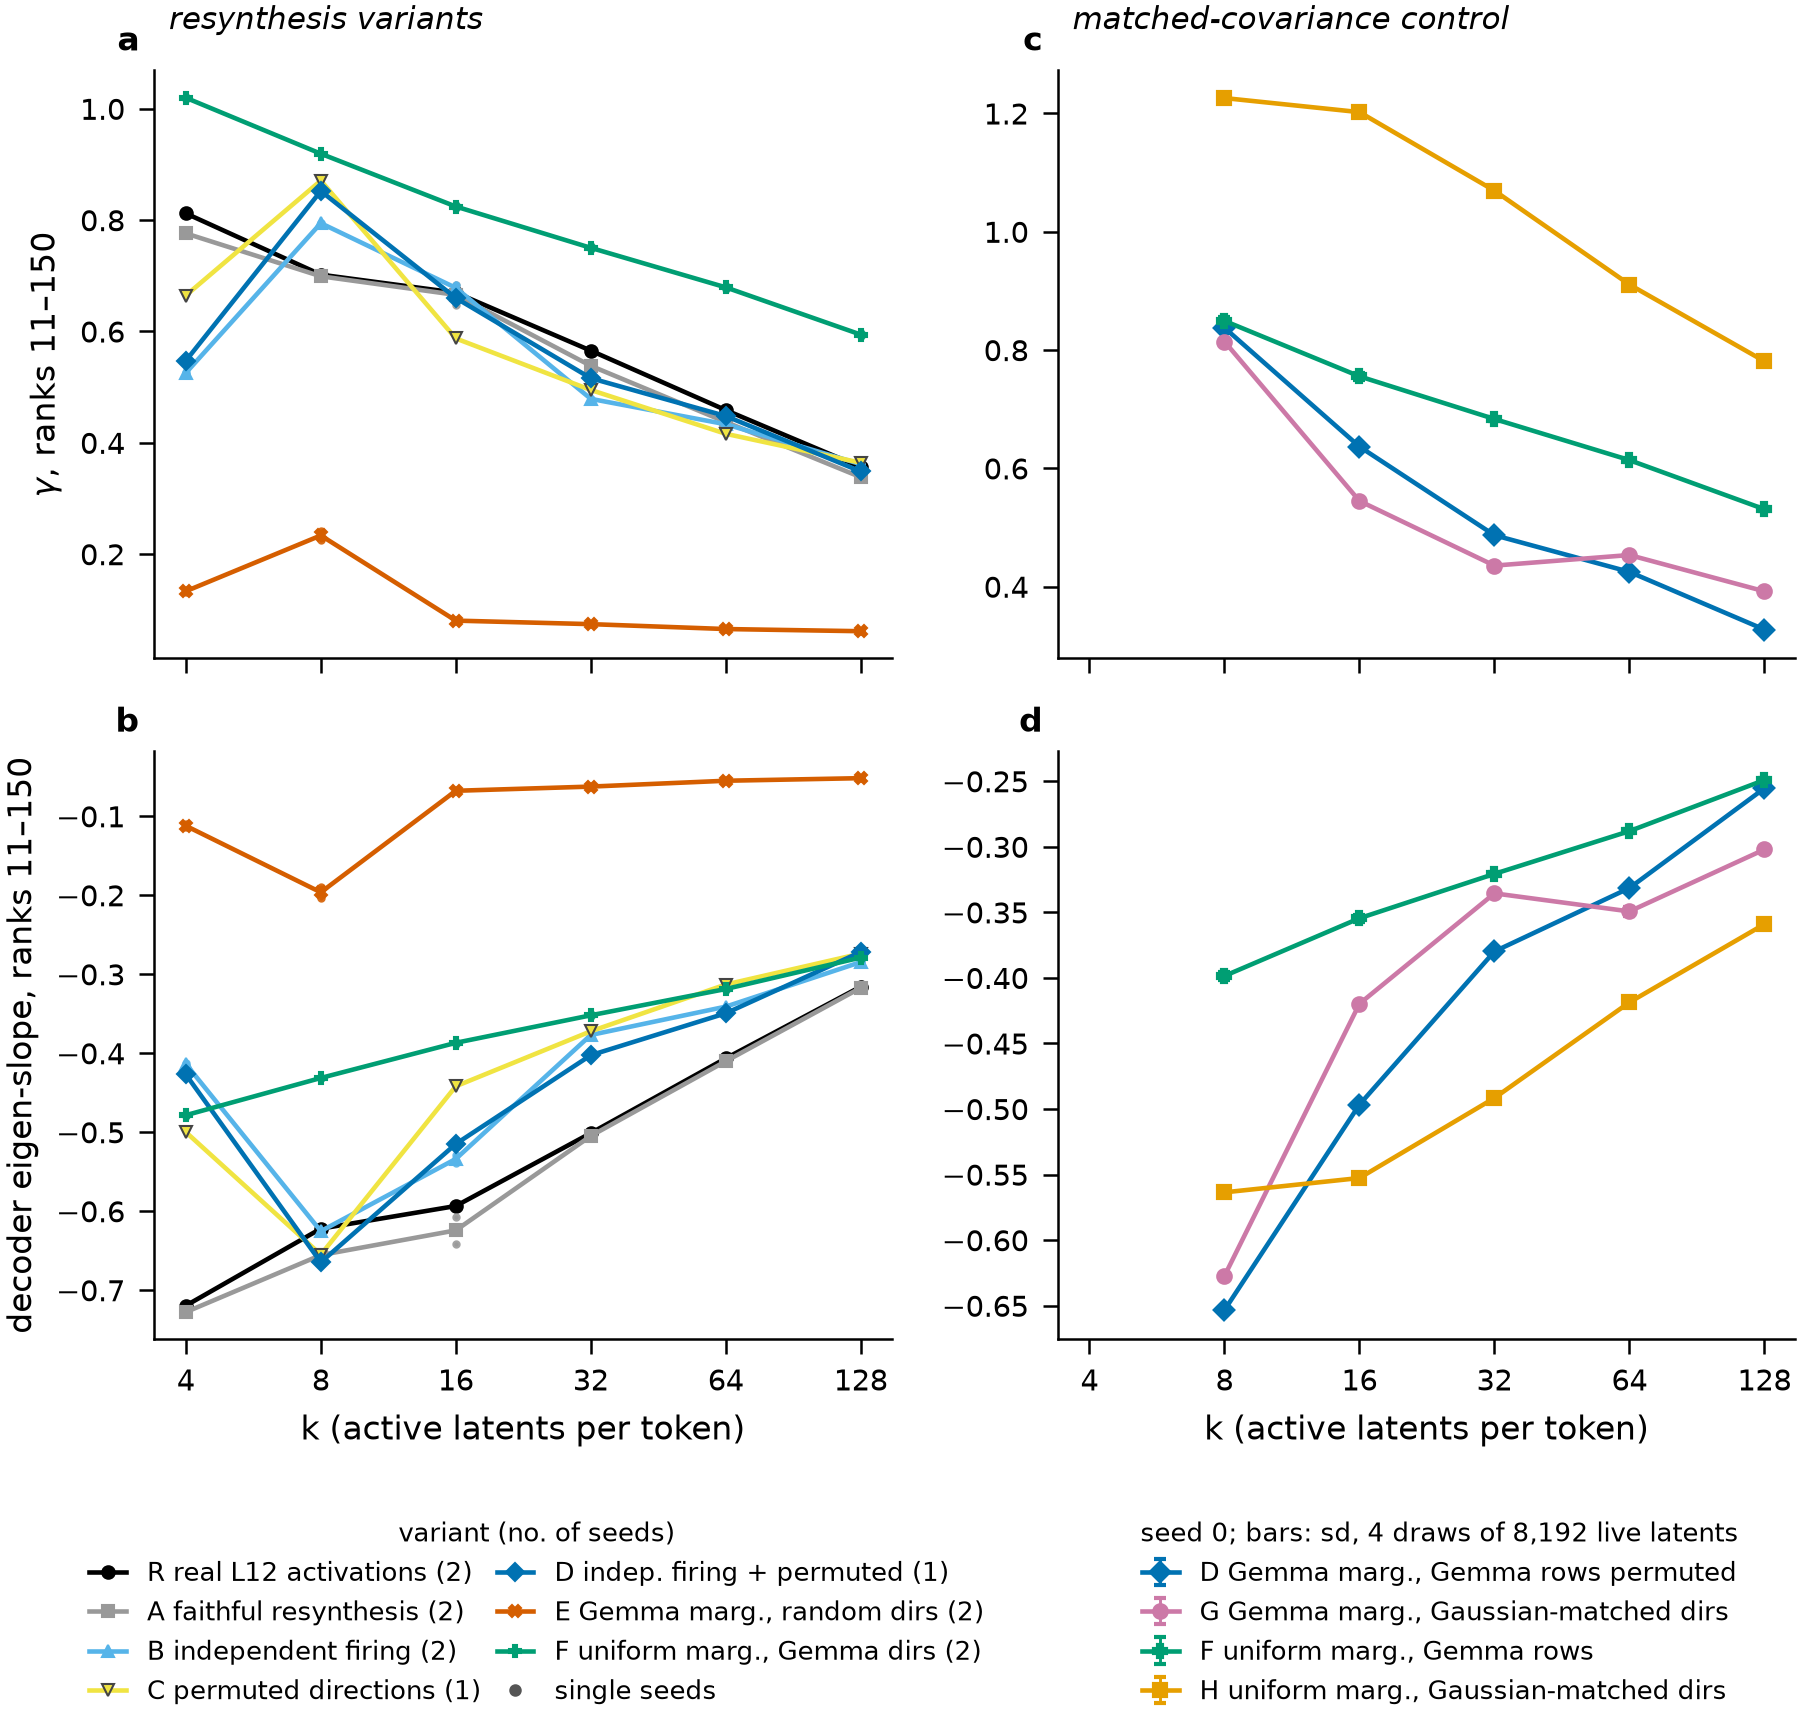 resynthesis variants
a
γ, ranks 11–150
1.0
0.8
0.6
0.4
0.2
matched-covariance control
c
1.2
1.0
0.8
0.6
0.4
b
decoder eigen-slope, ranks 11–150
−0.1
−0.2
−0.3
−0.4
−0.5
−0.6
−0.7
4 8 16 32 64 128
k (active latents per token)
d
−0.25
−0.30
−0.35
−0.40
−0.45
−0.50
−0.55
−0.60
−0.65
4 8 16 32 64 128
k (active latents per token)
variant (no. of seeds)
R real L12 activations (2)
A faithful resynthesis (2)
B independent firing (2)
C permuted directions (1)
D indep. firing + permuted (1)
E Gemma marg., random dirs (2)
F uniform marg., Gemma dirs (2)
single seeds
seed 0; bars: sd, 4 draws of 8,192 live latents
D Gemma marg., Gemma rows permuted
G Gemma marg., Gaussian-matched dirs
F uniform marg., Gemma rows
H uniform marg., Gaussian-matched dirs